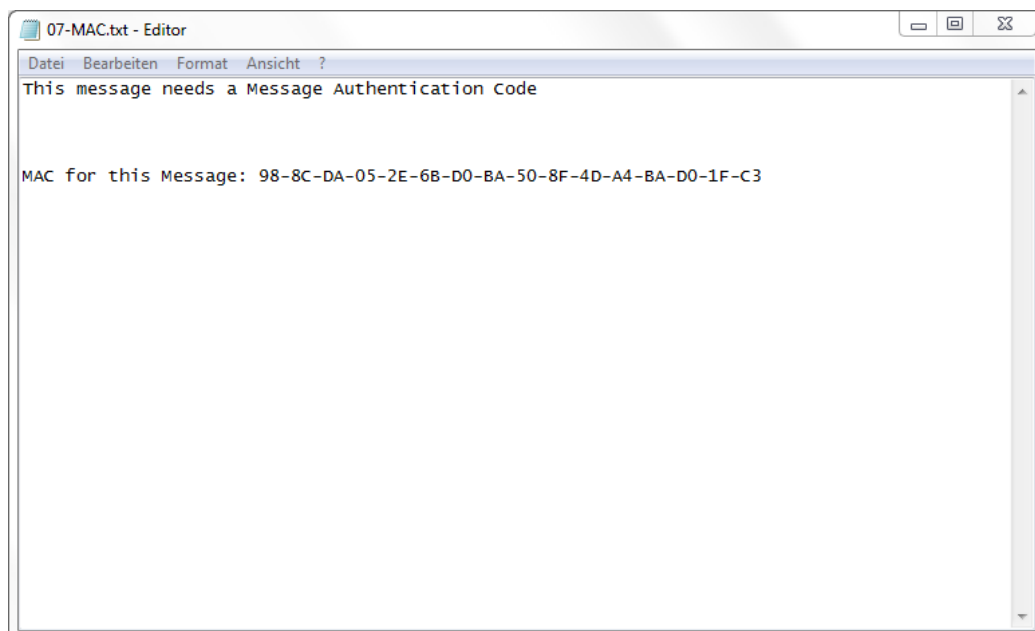 07-MAC.txt - Editor
Datei Bearbeiten Format Ansicht ?
This message needs a Message Authentication Code
MAC for this Message: 98-8C-DA-05-2E-6B-D0-BA-50-8F-4D-A4-BA-D0-1F-C3